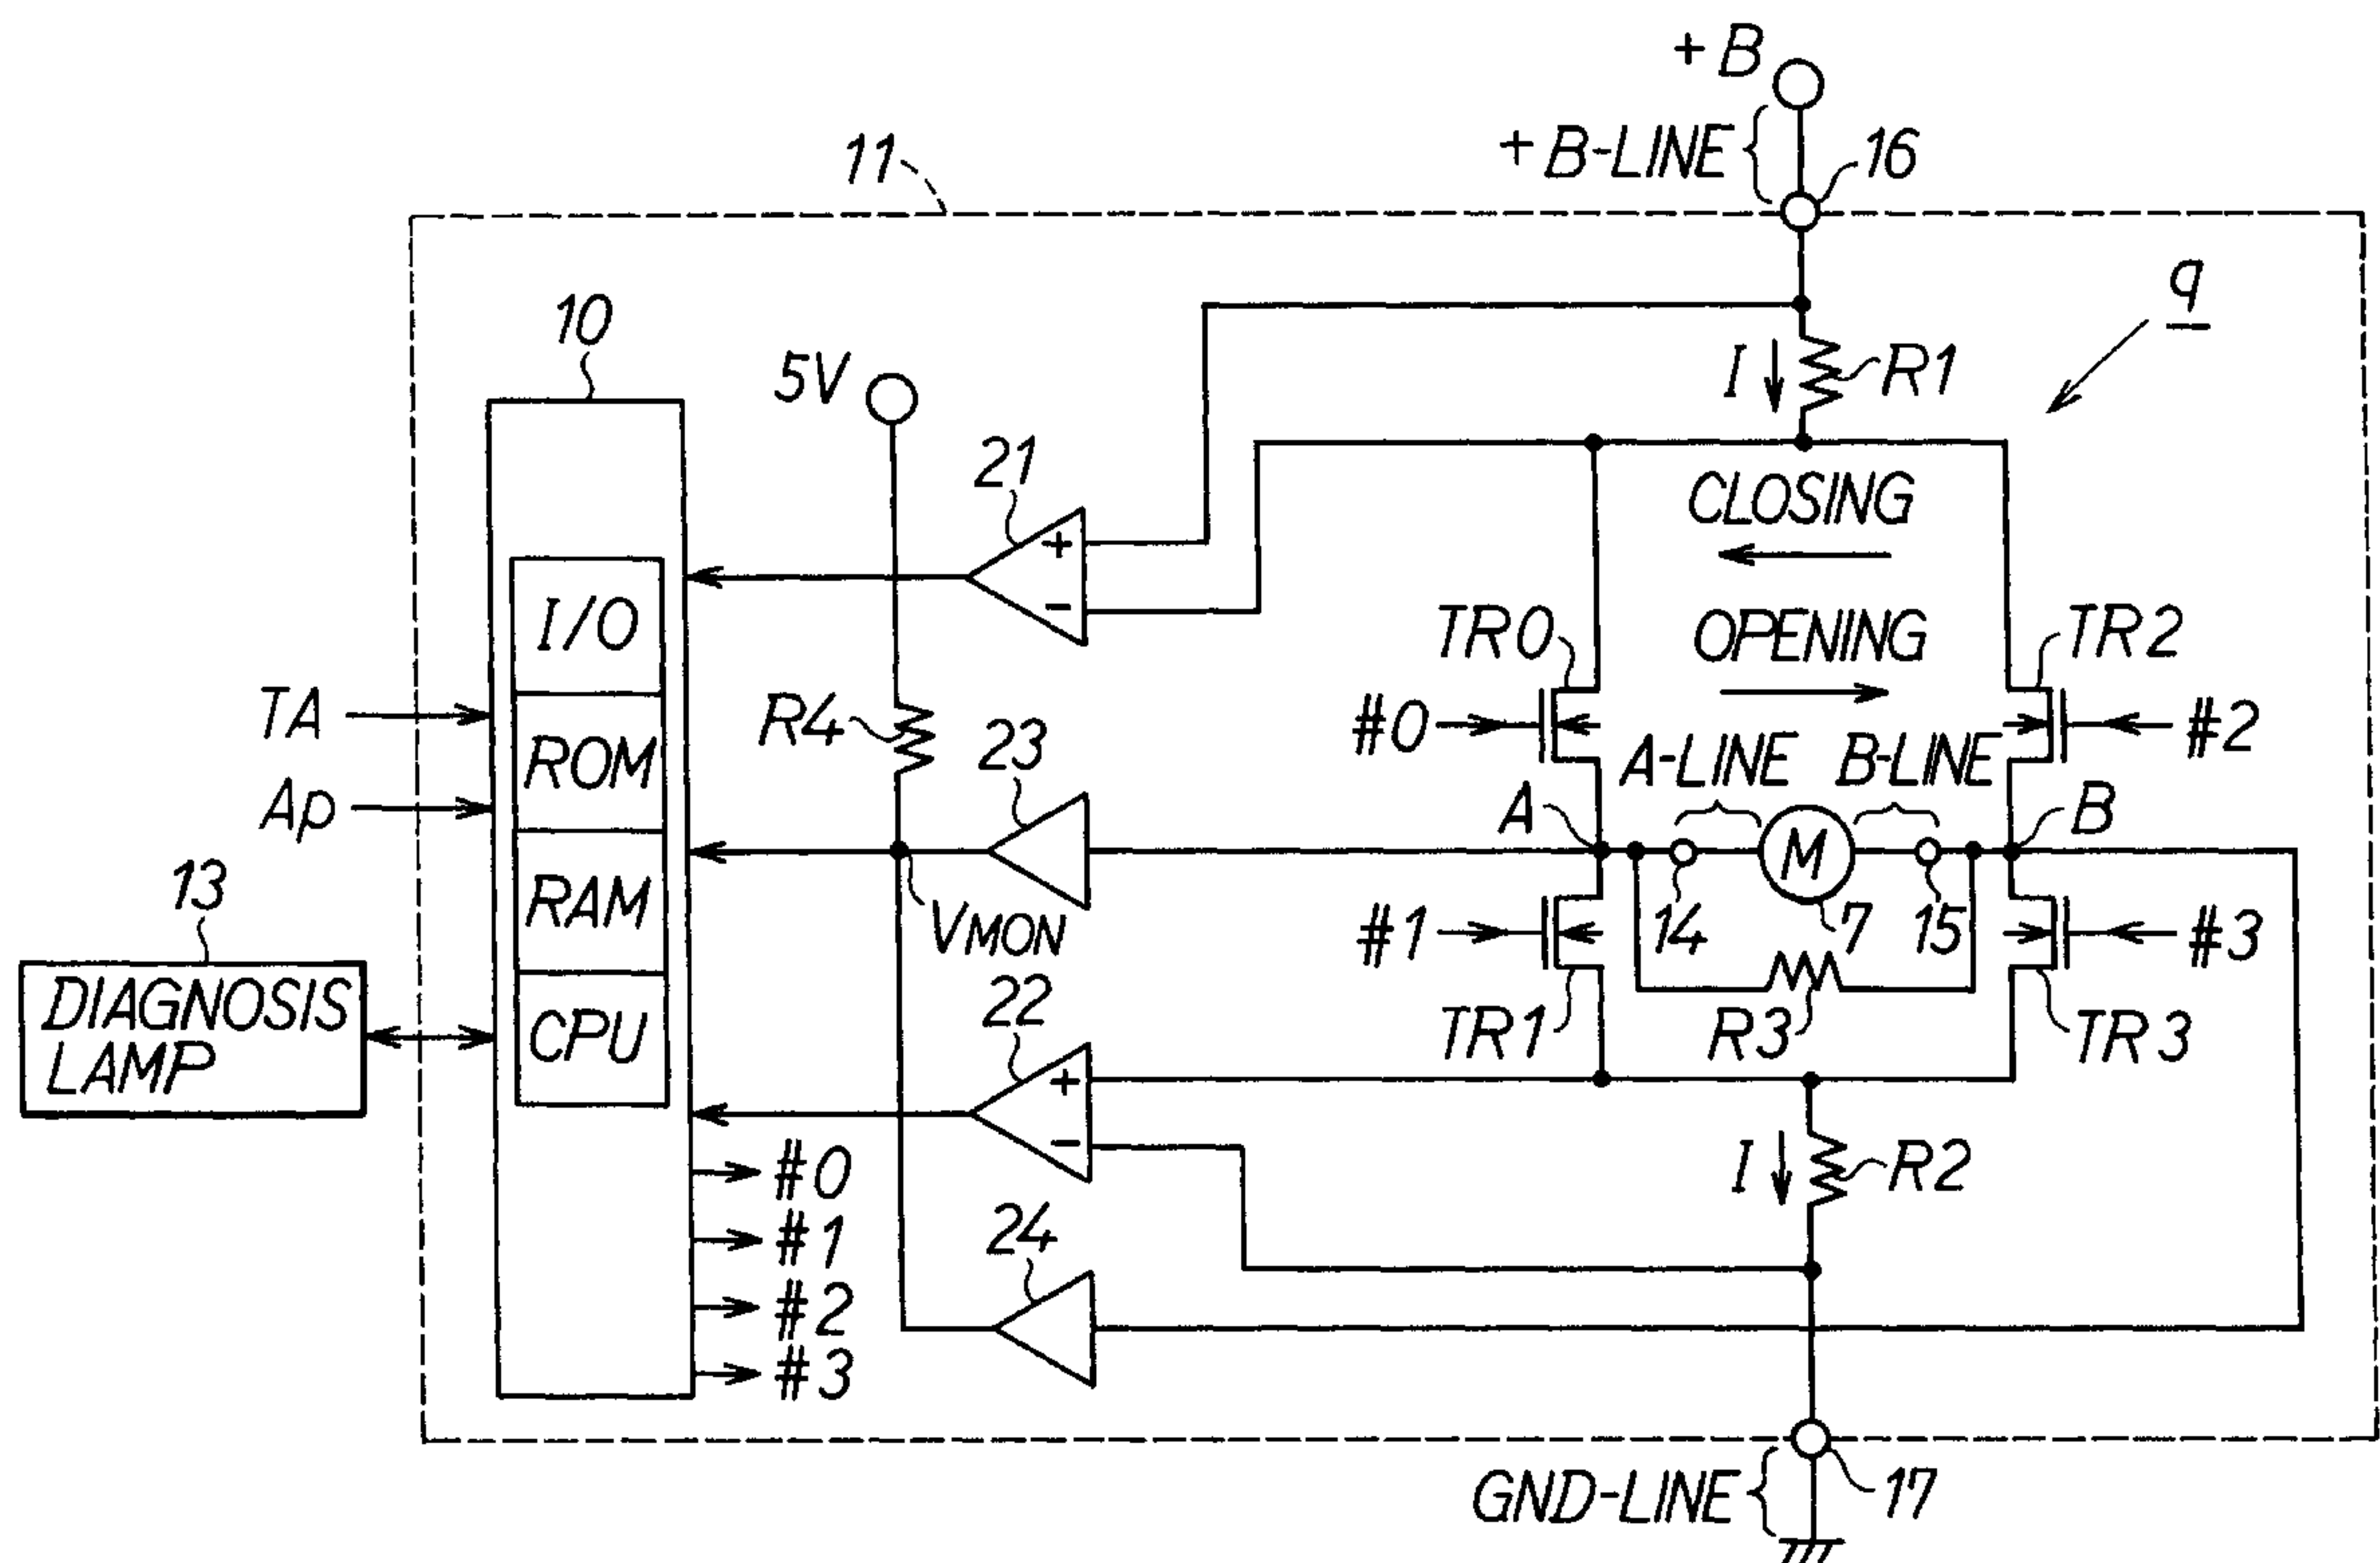 +B
+B-LINE
16
11
q
10
5V
I
R1
21
CLOSING
I/O
TR0
OPENING
TR2
TA
R4
ROM
23
#0
#2
A-LINE
B-LINE
Ap
A
M
B
13
RAM
VMON
#1
14
7
15
#3
DIAGNOSIS
LAMP
22
CPU
TR1
R3
TR3
+
-
+
-
#0
I
R2
#1
24
#2
#3
GND-LINE
17